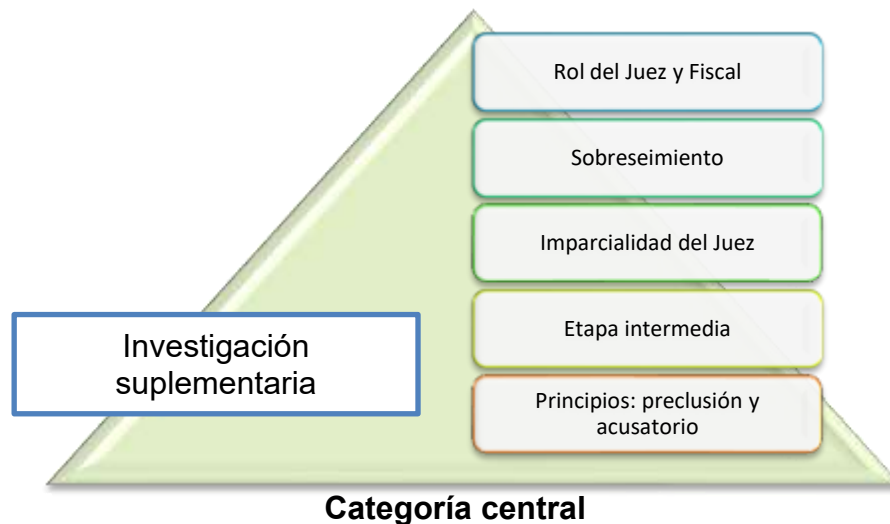 Rol del Juez y Fiscal
Sobreseimiento
Imparcialidad del Juez
Etapa intermedia
Investigación
suplementaria
Principios: preclusión y
acusatorio
Categoría central